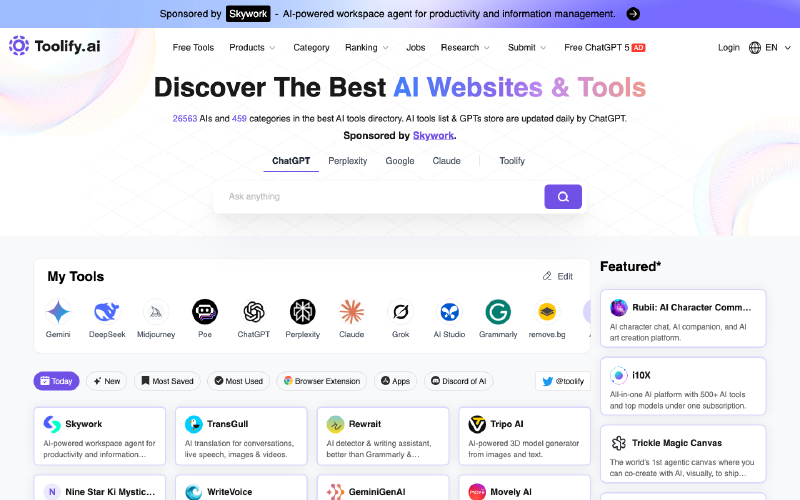 Sponsored by Skywork - AI-powered workspace agent for productivity and information management.
Toolify.ai
Free Tools Products Category Ranking Jobs Research Submit Free ChatGPT 5 AD
Login EN
Discover The Best AI Websites & Tools
26563 AIs and 459 categories in the best AI tools directory. AI tools list & GPTs store are updated daily by ChatGPT.
Sponsored by Skywork.
ChatGPT Perplexity Google Claude Toolify
Ask anything
My Tools
Edit
Gemini DeepSeek Midjourney Poe ChatGPT Perplexity Claude Grok AI Studio Grammarly remove.bg
Today New Most Saved Most Used Browser Extension Apps Discord of AI
@toolify
Skywork
AI-powered workspace agent for
productivity and information…
TransGull
AI translation for conversations,
live speech, images & videos.
Rewrait
AI detector & writing assistant,
better than Grammarly &…
Tripo AI
AI-powered 3D model generator
from images and text.
Nine Star Ki Mystic…
WriteVoice
GeminiGenAI
Movely AI
Featured*
Rubii: AI Character Comm…
AI character chat, AI companion, and AI
art creation platform.
i10X
All-in-one AI platform with 500+ AI tools
and top models under one subscription.
Trickle Magic Canvas
The world's 1st agentic canvas where you
can co-create with AI, visually, to ship…